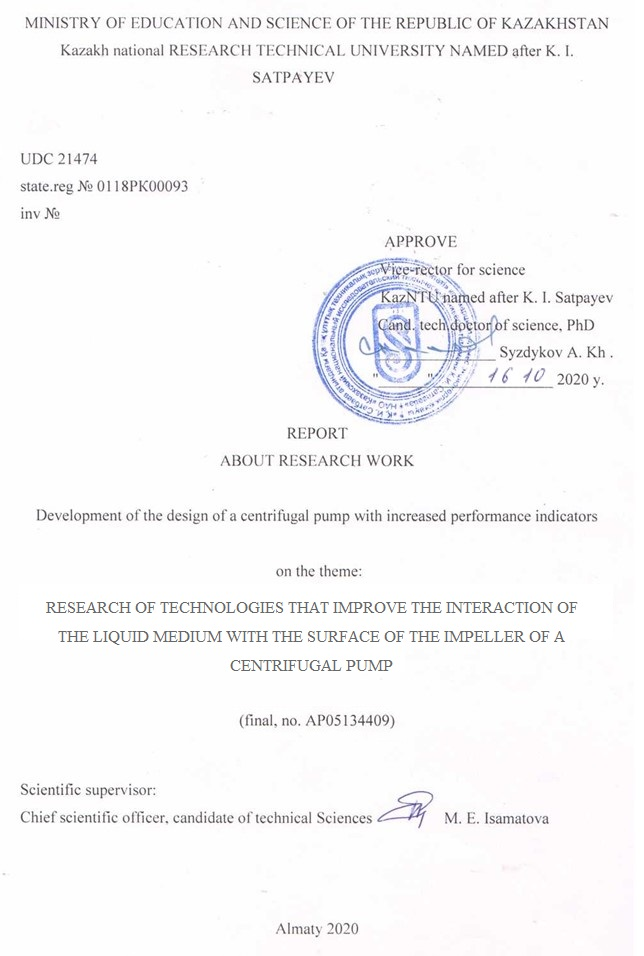 MINISTRY OF EDUCATION AND SCIENCE OF THE REPUBLIC OF KAZAKHSTAN
Kazakh national RESEARCH TECHNICAL UNIVERSITY NAMED after K. I.
SATPAYEV
UDC 21474
state.reg № 0118РК00093
inv №
APPROVE
Vice-rector for science
KazNTU named after K. I. Satpayev
Cand. tech doctor of science, PhD
Syzdykov A. Kh .
"________" 16 10 2020 y.
REPORT
ABOUT RESEARCH WORK
Development of the design of a centrifugal pump with increased performance indicators
on the theme:
RESEARCH OF TECHNOLOGIES THAT IMPROVE THE INTERACTION OF
THE LIQUID MEDIUM WITH THE SURFACE OF THE IMPELLER OF A
CENTRIFUGAL PUMP
(final, no. AP05134409)
Scientific supervisor:
Chief scientific officer, candidate of technical Sciences M. E. Isamatova
Almaty 2020